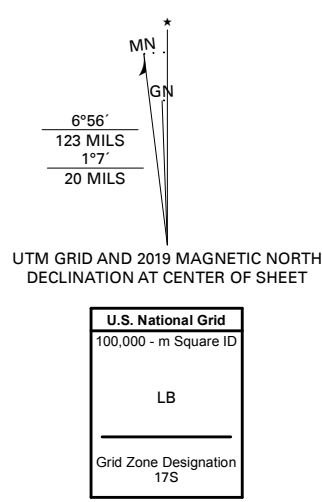 ★
MN
GN
6°56´
123 MILS
1°7´
20 MILS
UTM GRID AND 2019 MAGNETIC NORTH
DECLINATION AT CENTER OF SHEET
U.S. National Grid
100,000 - m Square ID
LB
Grid Zone Designation
17S